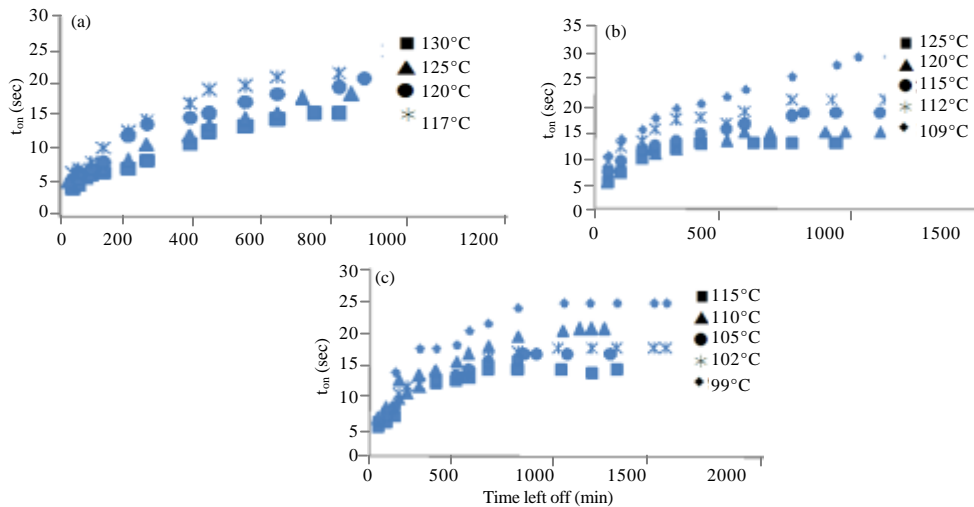 (a)
t_on (sec)
30
25
20
15
10
5
0
0 200 400 600 800 1000 1200
130°C
125°C
120°C
117°C
(b)
t_on (sec)
35
30
25
20
15
10
5
0
0 500 1000 1500
125°C
120°C
115°C
112°C
109°C
(c)
t_on (sec)
30
25
20
15
10
5
0
0 500 1000 1500 2000
Time left off (min)
115°C
110°C
105°C
102°C
99°C